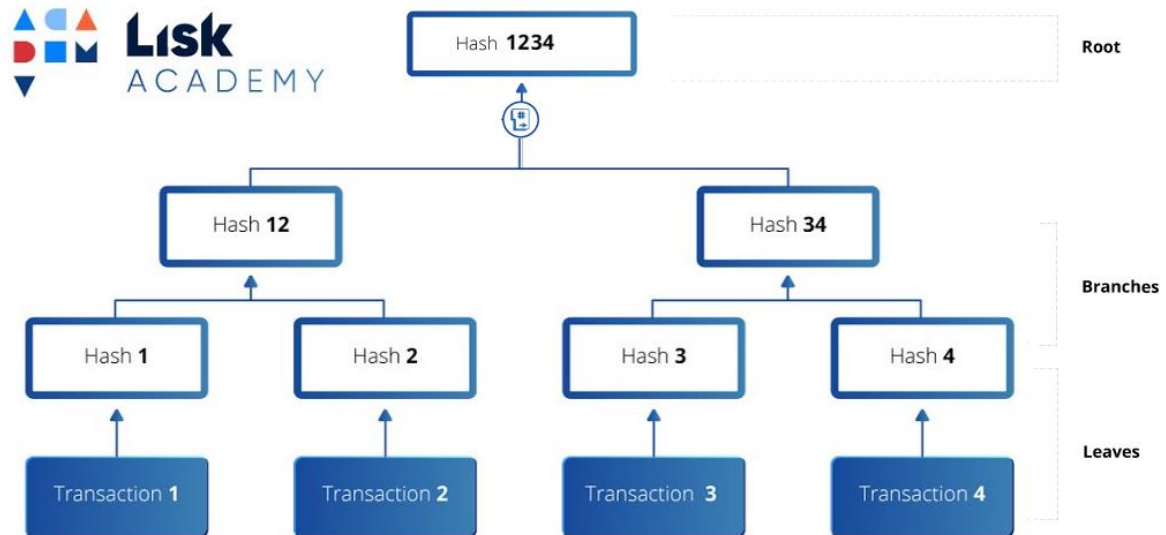 Lisk
ACADEMY
Hash 1234
Root
Hash 12
Hash 34
Branches
Hash 1
Hash 2
Hash 3
Hash 4
Leaves
Transaction 1
Transaction 2
Transaction 3
Transaction 4